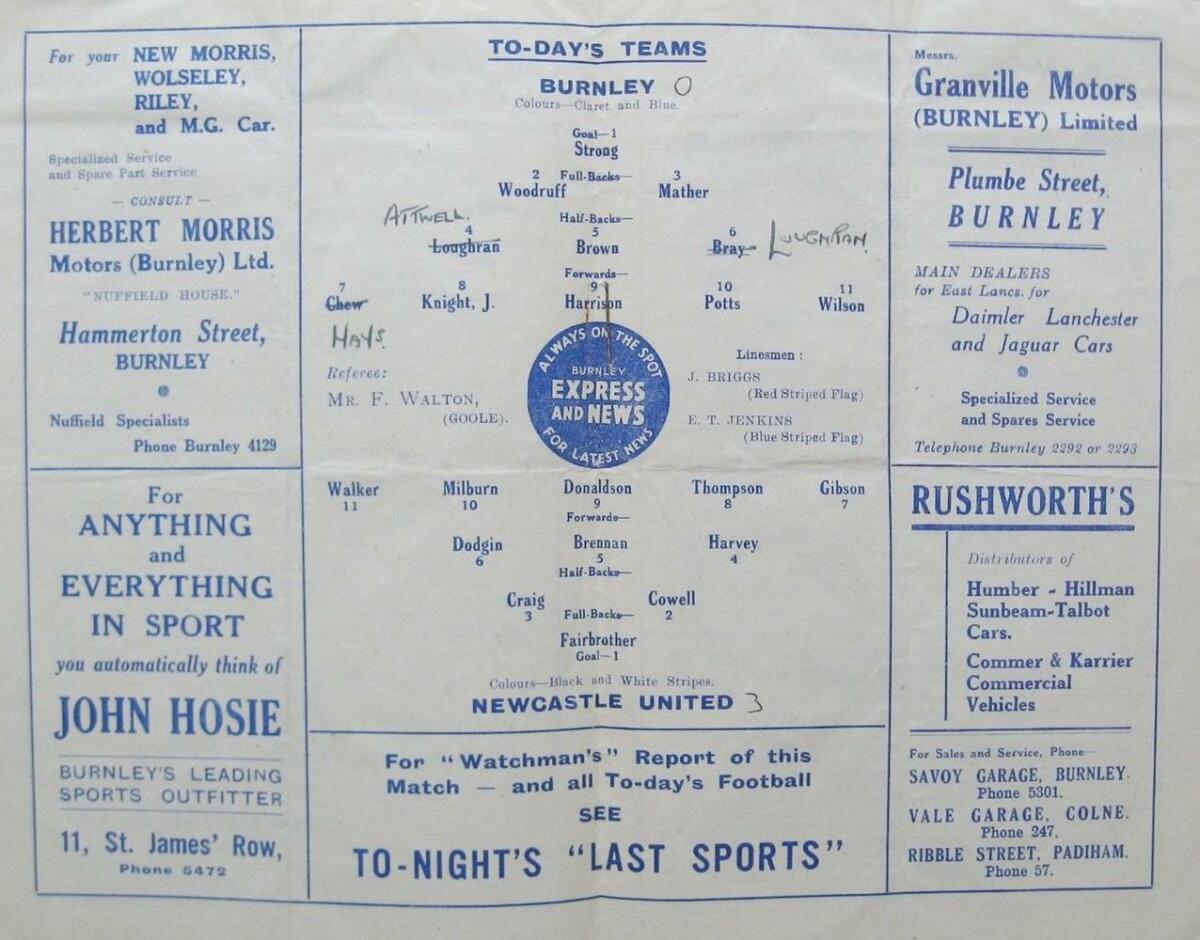 For your NEW MORRIS,
WOLSELEY,
RILEY,
and M.G. Car.
Specialized Service
and Spare Part Service
— CONSULT —
HERBERT MORRIS
Motors (Burnley) Ltd.
"NUFFIELD HOUSE."
Hammerton Street,
BURNLEY
Nuffield Specialists
Phone Burnley 4129
For
ANYTHING
and
EVERYTHING
IN SPORT
you automatically think of
JOHN HOSIE
BURNLEY'S LEADING
SPORTS OUTFITTER
11, St. James' Row,
Phone 5472
TO-DAY'S TEAMS
BURNLEY 0
Colours—Claret and Blue.
Goal—1
Strong
2 Full-Backs— 3
Woodruff Mather
ATTWELL. Half-Backs—
4 5 6
Loughran Brown Bray LOUGHRAN.
Forwards—
7 8 9 10 11
Chew Knight, J. Harrison Potts Wilson
HAYS.
Referee:
MR. F. WALTON,
(GOOLE).
ALWAYS ON THE SPOT
BURNLEY
EXPRESS
AND NEWS
FOR LATEST NEWS
Linesmen :
J. BRIGGS
(Red Striped Flag)
E. T. JENKINS
(Blue Striped Flag)
Walker Milburn Donaldson Thompson Gibson
11 10 9 8 7
Forwards—
Dodgin Brennan Harvey
6 5 4
Half-Backs—
Craig Cowell
3 Full-Backs— 2
Fairbrother
Goal—1
Colours—Black and White Stripes.
NEWCASTLE UNITED 3
For "Watchman's" Report of this
Match — and all To-day's Football
SEE
TO-NIGHT'S "LAST SPORTS"
Messrs.
Granville Motors
(BURNLEY) Limited
Plumbe Street,
BURNLEY
MAIN DEALERS
for East Lancs. for
Daimler Lanchester
and Jaguar Cars
Specialized Service
and Spares Service
Telephone Burnley 2292 or 2293
RUSHWORTH'S
Distributors of
Humber - Hillman
Sunbeam-Talbot
Cars.
Commer & Karrier
Commercial
Vehicles
For Sales and Service, Phone—
SAVOY GARAGE, BURNLEY.
Phone 5301.
VALE GARAGE, COLNE.
Phone 247.
RIBBLE STREET, PADIHAM.
Phone 57.